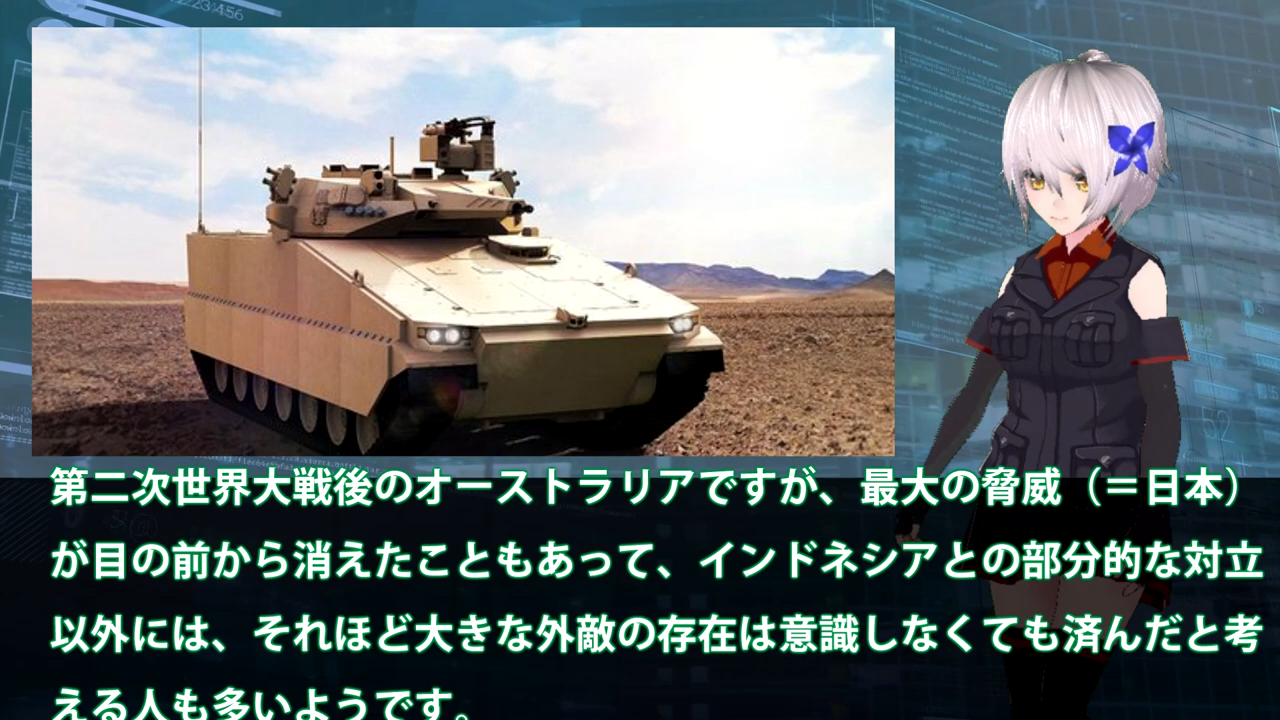 123456
第二次世界大戦後のオーストラリアですが、最大の脅威（＝日本）
が目の前から消えたこともあって、インドネシアとの部分的な対立
以外には、それほど大きな外敵の存在は意識しなくても済んだと考
える人も多いようです。
52